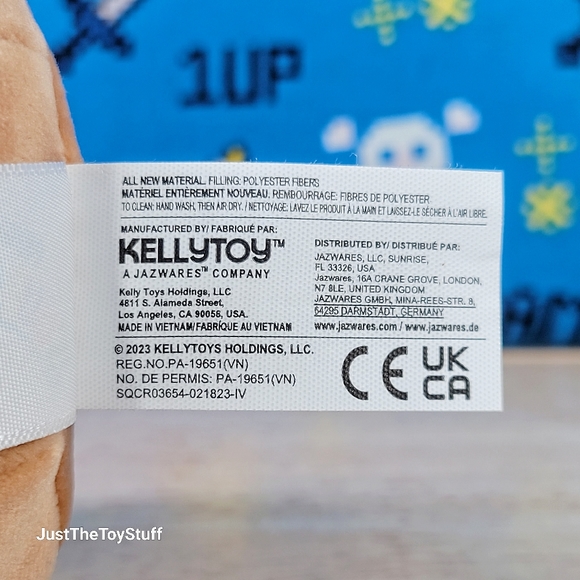 1UP
ALL NEW MATERIAL. FILLING: POLYESTER FIBERS
MATÉRIEL ENTIÈREMENT NOUVEAU. REMBOURRAGE: FIBRES DE POLYESTER
TO CLEAN: HAND WASH, THEN AIR DRY. / NETTOYAGE: LAVEZ LE PRODUIT À LA MAIN ET LAISSEZ-LE SÉCHER À L'AIR LIBRE.
MANUFACTURED BY/ FABRIQUÉ PAR:
KELLYTOY™
A JAZWARES™ COMPANY
Kelly Toys Holdings, LLC
4811 S. Alameda Street,
Los Angeles, CA 90058, USA.
MADE IN VIETNAM/FABRIQUÉ AU VIETNAM
DISTRIBUTED BY/ DISTRIBUÉ PAR:
JAZWARES, LLC, SUNRISE,
FL 33326, USA
Jazwares, 16A CRANE GROVE, LONDON,
N7 8LE, UNITED KINGDOM
JAZWARES GMBH, MINA-REES-STR. 8,
64295 DARMSTADT, GERMANY
www.jazwares.com / www.jazwares.de
© 2023 KELLYTOYS HOLDINGS, LLC.
REG.NO.PA-19651(VN)
NO. DE PERMIS: PA-19651(VN)
SQCR03654-021823-IV
CE
UK
CA
JustTheToyStuff